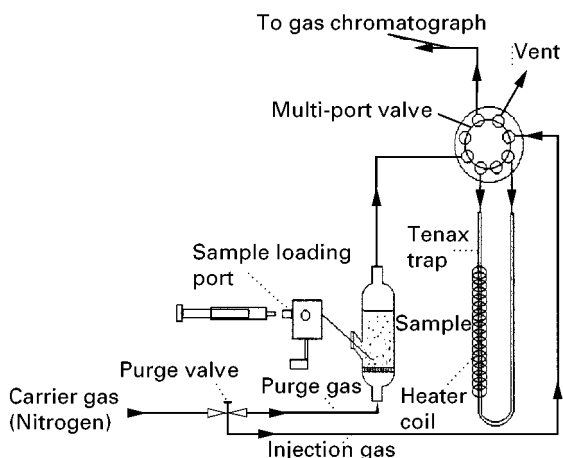 To gas chromatograph
Vent
Multi-port valve
Tenax
trap
Sample loading
port
Sample
Purge valve
Purge gas
Heater
coil
Carrier gas
(Nitrogen)
Injection gas